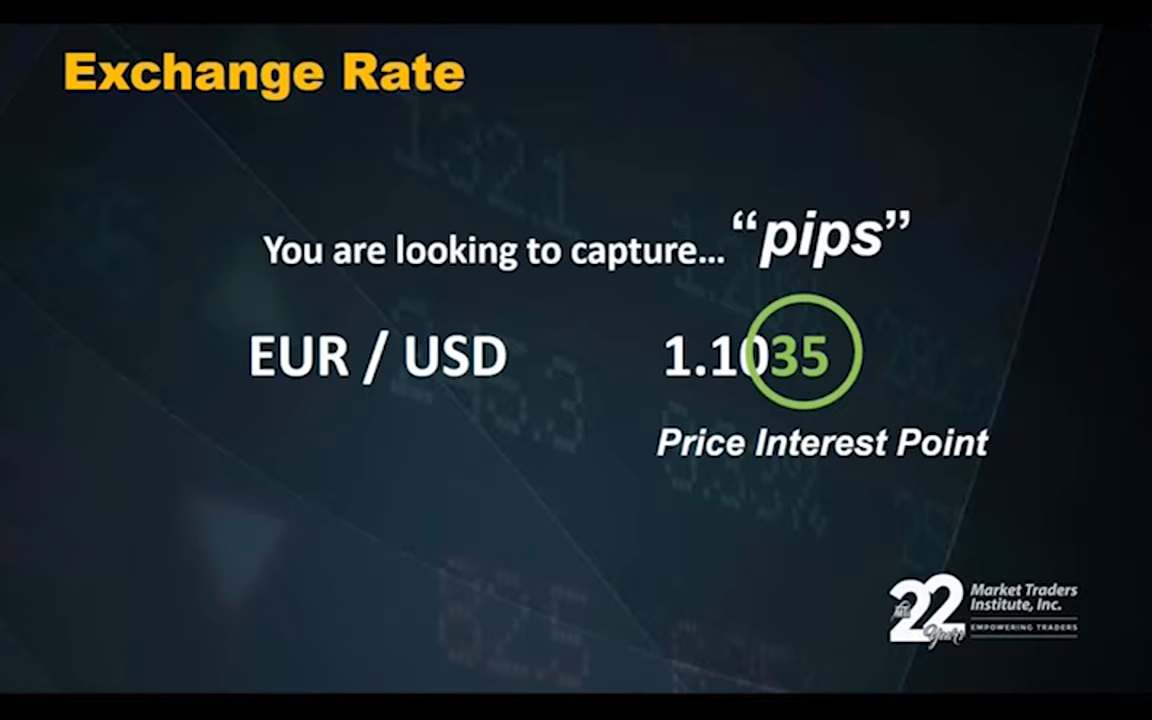 Exchange Rate
You are looking to capture... “pips”
EUR / USD 1.1035
Price Interest Point
22
Years
Market Traders
Institute, Inc.
EMPOWERING TRADERS